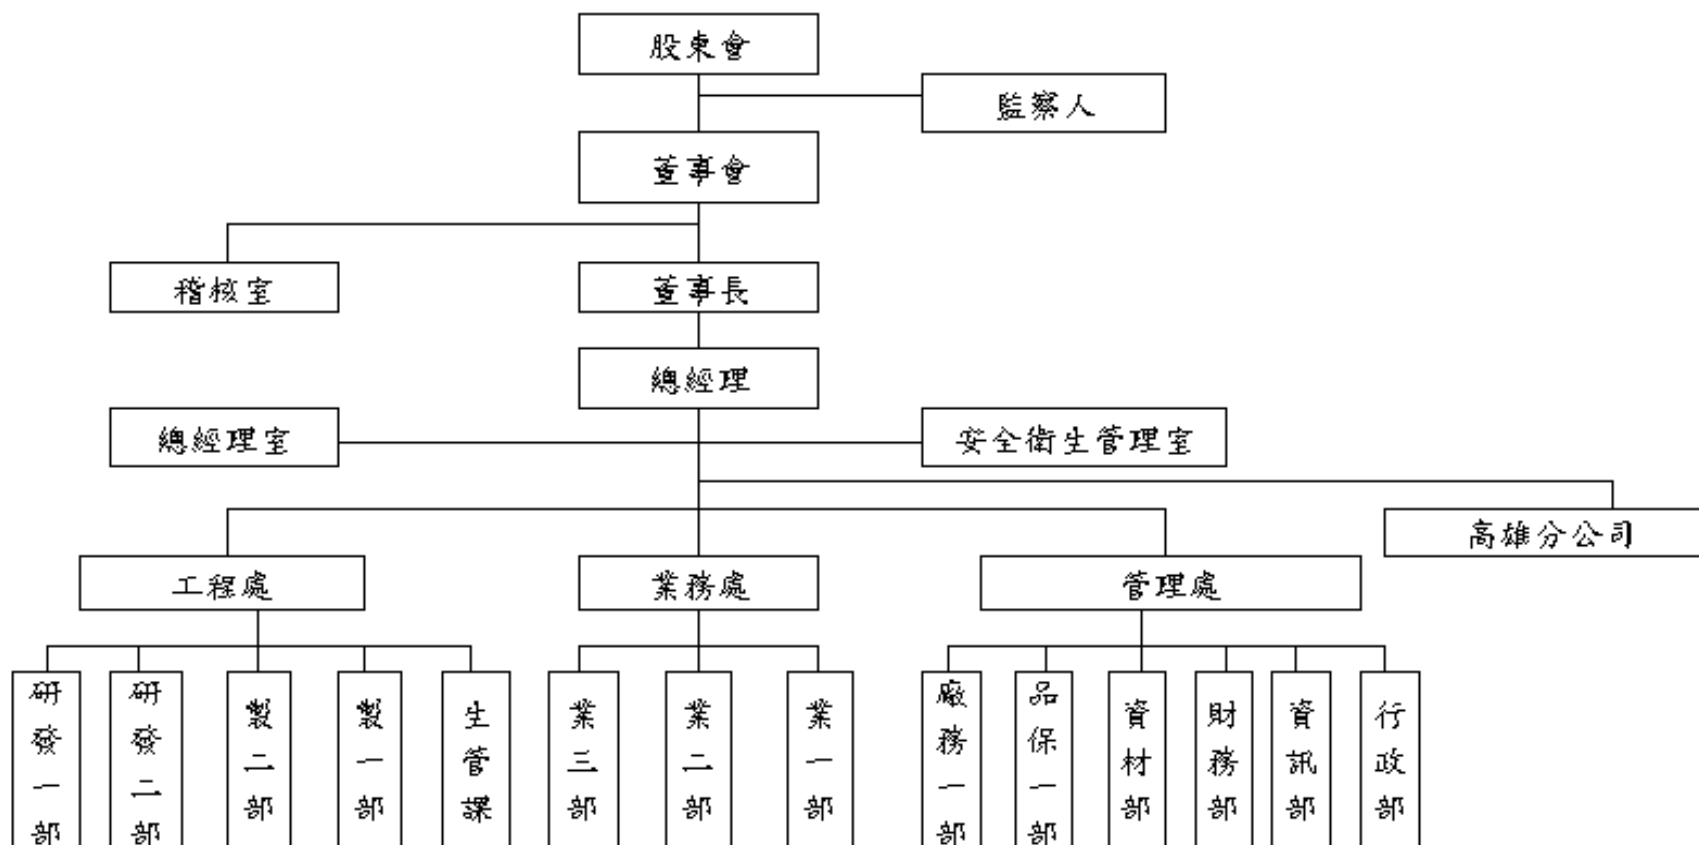 股東會
監察人
董事會
稽核室
董事長
總經理
總經理室
安全衛生管理室
高雄分公司
工程處
業務處
管理處
研發一部
研發二部
製二部
製一部
生管課
業三部
業二部
業一部
廠務一部
品保一部
資材部
財務部
資訊部
行政部